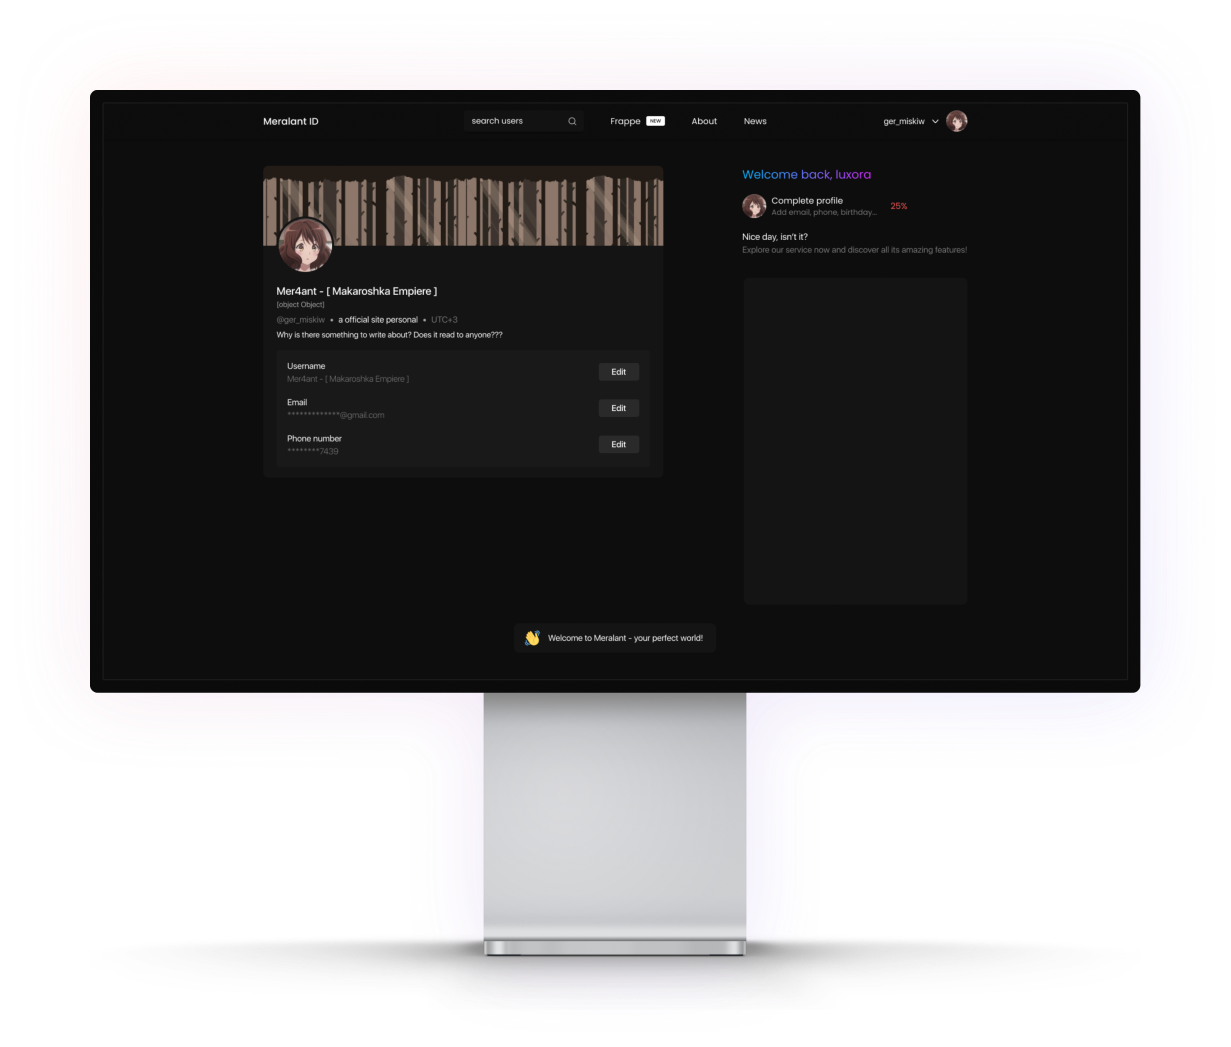 Meralant ID
search users
Frappe NEW
About
News
ger_miskiw
Welcome back, luxora
Complete profile
Add email, phone, birthday...
25%
Nice day, isn't it?
Explore our service now and discover all its amazing features!
Mer4ant - [ Makaroshka Empiere ]
[object Object]
@ger_miskiw • a official site personal • UTC+3
Why is there something to write about? Does it read to anyone???
Username
Mer4ant - [ Makaroshka Empiere ]
Edit
Email
*************@gmail.com
Edit
Phone number
********7439
Edit
Welcome to Meralant - your perfect world!